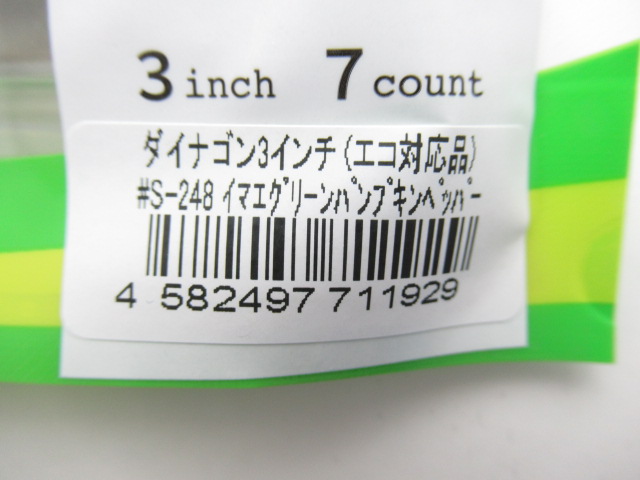 3 inch 7 count
ダイナゴン3インチ(エコ対応品)
#S-248 ｲﾏｴｸﾞﾘｰﾝﾊﾟﾝﾌﾟｷﾝﾍﾟｯﾊﾟｰ
4 582497 711929